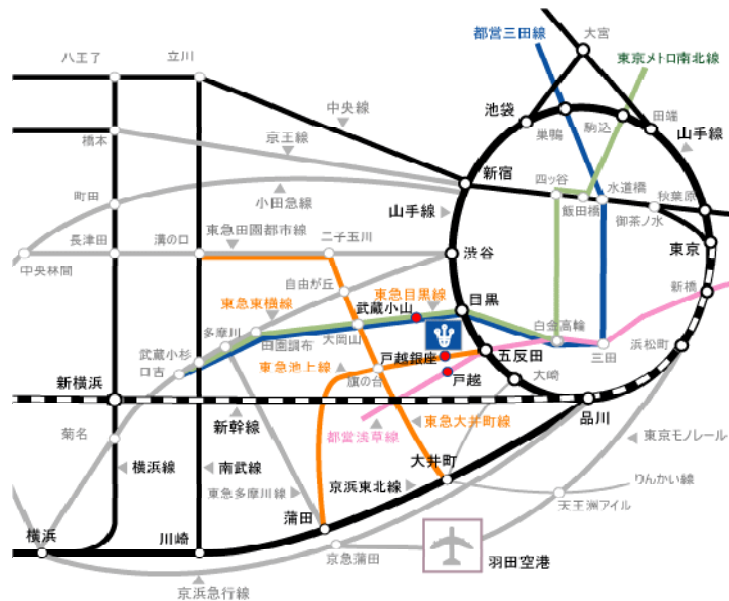 大宮
都営三田線
東京メトロ南北線
八王子
立川
中央線
池袋
巣鴨
駒込
田端
山手線
橋本
京王線
新宿
四ッ谷
水道橋
秋葉原
町田
小田急線
山手線
飯田橋
御茶ノ水
東急田園都市線
二子玉川
長津田
溝の口
渋谷
東京
中央林間
自由が丘
新橋
東急目黒線
目黒
東急東横線
武蔵小山
多摩川
白金高輪
武蔵小杉
田園調布
大岡山
五反田
三田
浜松町
日吉
東急池上線
戸越銀座
旗の台
戸越
大崎
新横浜
品川
新幹線
東急大井町線
都営浅草線
菊名
東京モノレール
横浜線
南武線
大井町
東急多摩川線
京浜東北線
りんかい線
天王洲アイル
蒲田
横浜
川崎
京急蒲田
羽田空港
京浜急行線